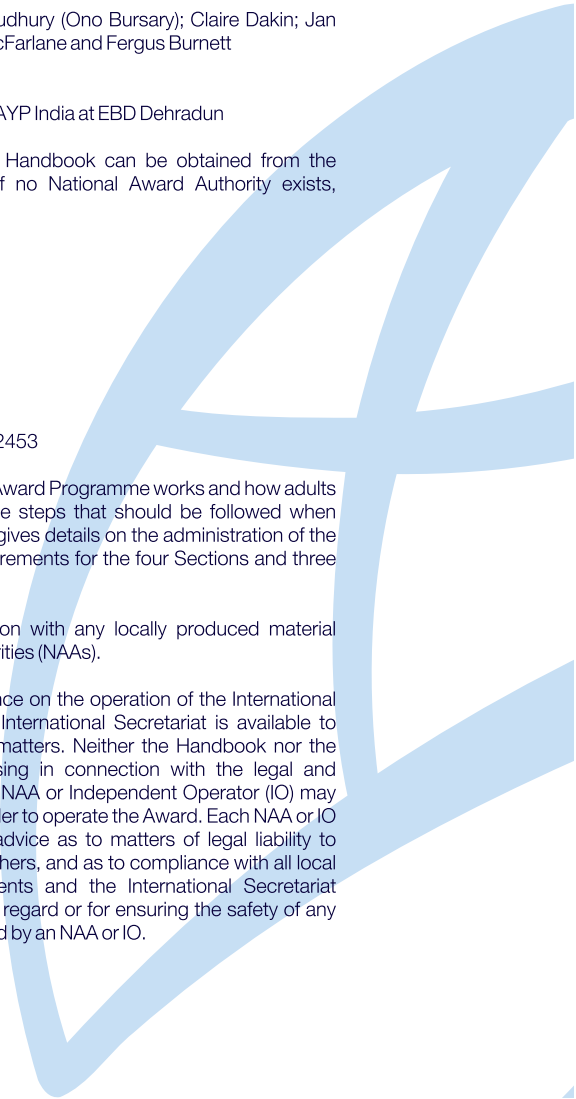 udhury (Ono Bursary); Claire Dakin; Jan
cFarlane and Fergus Burnett
AYP India at EBD Dehradun
Handbook can be obtained from the
f no National Award Authority exists,
2453
Award Programme works and how adults
e steps that should be followed when
gives details on the administration of the
rements for the four Sections and three
on with any locally produced material
rities (NAAs).
nce on the operation of the International
International Secretariat is available to
matters. Neither the Handbook nor the
sing in connection with the legal and
NAA or Independent Operator (IO) may
der to operate the Award. Each NAA or IO
advice as to matters of legal liability to
thers, and as to compliance with all local
ents and the International Secretariat
regard or for ensuring the safety of any
d by an NAA or IO.